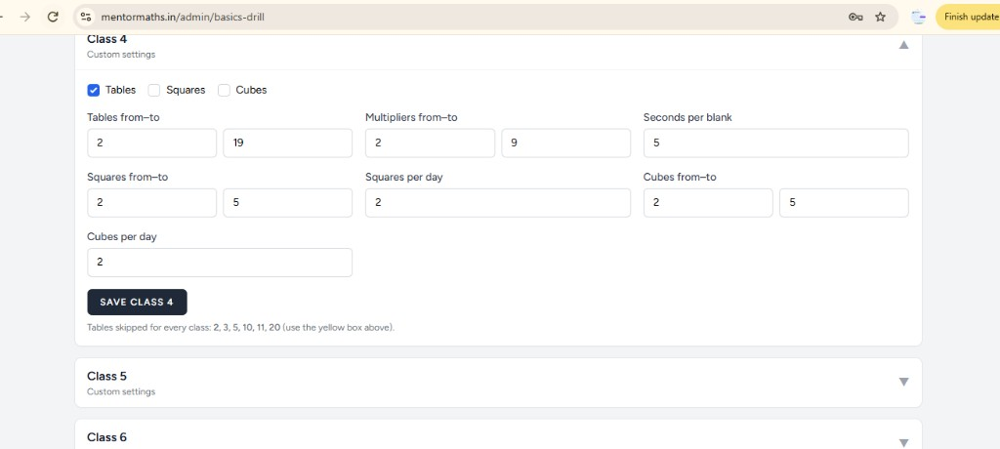 mentormaths.in/admin/basics-drill
Finish update
Class 4
Custom settings
Tables Squares Cubes
Tables from–to Multipliers from–to Seconds per blank
2 19 2 9 5
Squares from–to Squares per day Cubes from–to
2 5 2 2 5
Cubes per day
2
SAVE CLASS 4
Tables skipped for every class: 2, 3, 5, 10, 11, 20 (use the yellow box above).
Class 5
Custom settings
Class 6